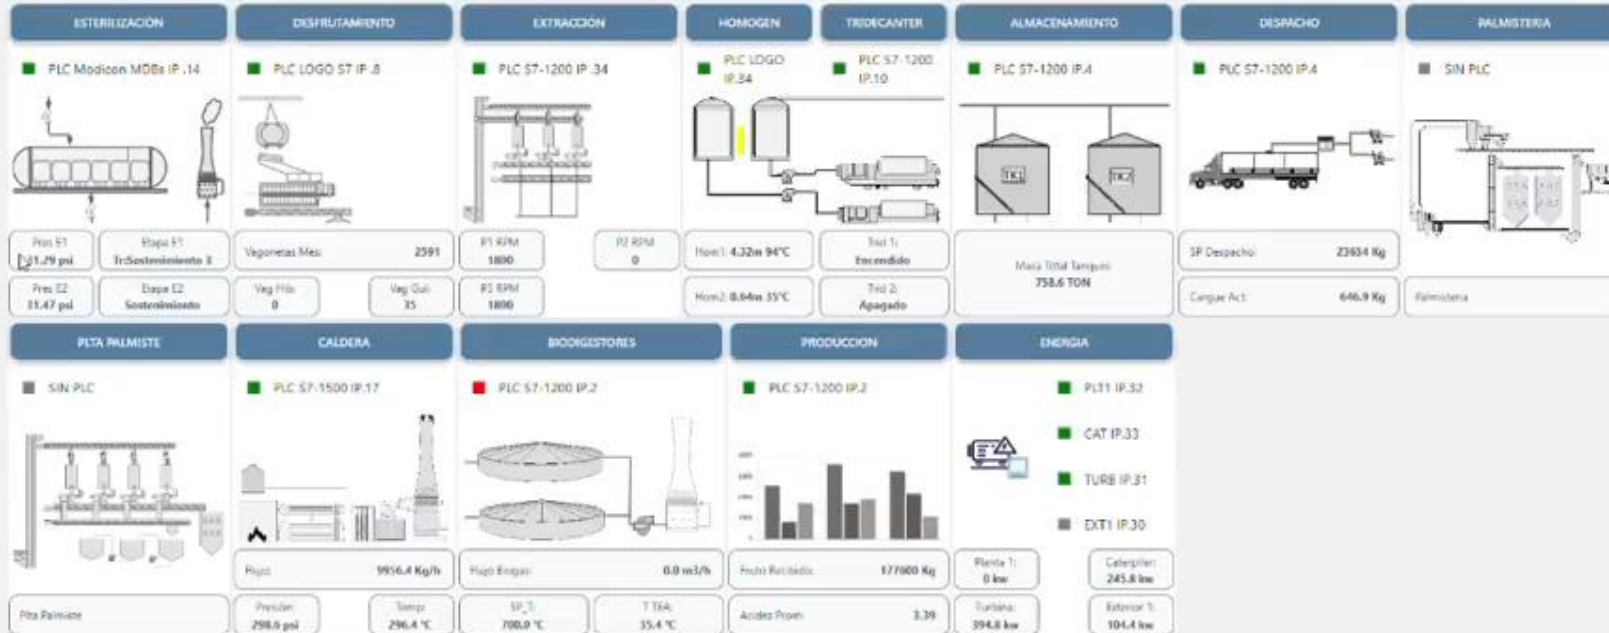 ESTERILIZACIÓN
DESFRUTAMIENTO
EXTRACCIÓN
HOMOGEN
TRIDECANTER
ALMACENAMIENTO
DESPACHO
PALMISTERIA
PLC Modicon MDBs IP .14
PLC LOGO S7 IP .8
PLC S7-1200 IP .34
PLC LOGO
IP.34
PLC S7-1200
IP.10
PLC S7-1200 IP.4
PLC S7-1200 IP.4
SIN PLC
TK1
TK2
Pres E1
31.29 psi
Etapa E1
Tr:Sostenimiento 3
Vagonetas Mes:
2591
P1 RPM
1800
P2 RPM
0
Hom1: 4.32m 94°C
Trid 1:
Encendido
Masa Total Tanques:
758.6 TON
SP Despacho:
23654 Kg
Pres E2
31.47 psi
Etapa E2
Sostenimiento
Vag Hito
0
Vag Gui:
35
P3 RPM
1800
Hom2: 0.64m 35°C
Trid 2:
Apagado
Cargue Act:
646.9 Kg
Palmisteria
PLTA PALMISTE
CALDERA
BIODIGESTORES
PRODUCCION
ENERGIA
SIN PLC
PLC S7-1500 IP.17
PLC S7-1200 IP.2
PLC S7-1200 IP.2
PLT1 IP.32
CAT IP.33
TURB IP.31
EXT1 IP.30
Flujo:
9956.4 Kg/h
Flujo Biogas:
0.0 m3/h
Fruto Recibido:
177600 Kg
Planta 1:
0 kw
Caterpiller:
245.8 kw
Plta Palmiste
Presión:
298.6 psi
Temp:
296.4 °C
SP_T:
700.0 °C
T TEA:
35.4 °C
Acidez Prom:
3.39
Turbina:
394.8 kw
Exterior 1:
104.4 kw